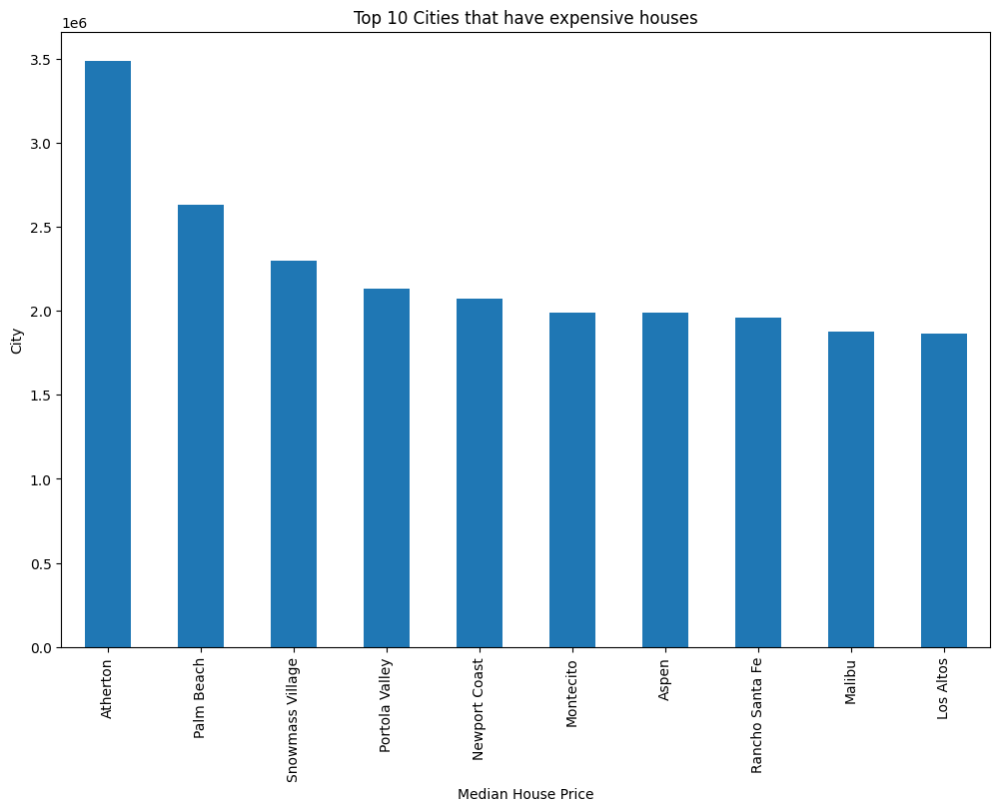 Top 10 Cities that have expensive houses
1e6
3.5
3.0
2.5
2.0
1.5
1.0
0.5
0.0
City
Atherton
Palm Beach
Snowmass Village
Portola Valley
Newport Coast
Montecito
Aspen
Rancho Santa Fe
Malibu
Los Altos
Median House Price